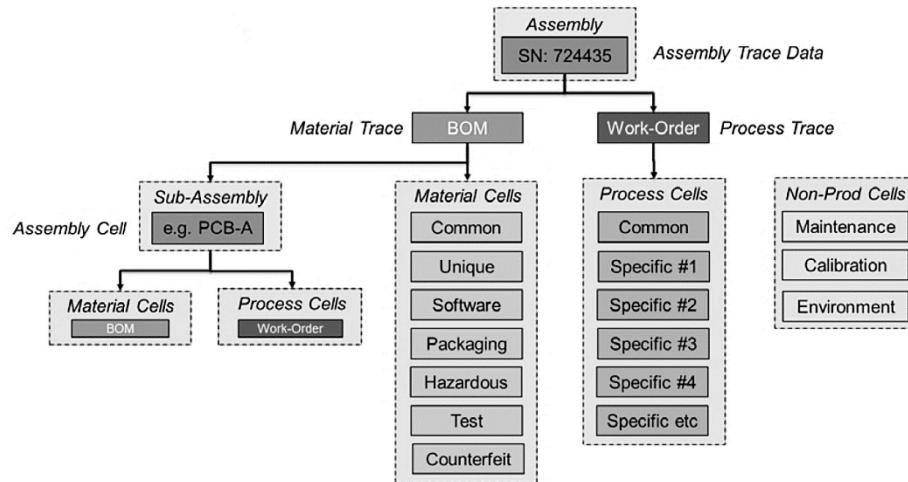 Assembly
SN: 724435
Assembly Trace Data
Material Trace
BOM
Work-Order
Process Trace
Sub-Assembly
Assembly Cell
e.g. PCB-A
Material Cells
BOM
Process Cells
Work-Order
Material Cells
Common
Unique
Software
Packaging
Hazardous
Test
Counterfeit
Process Cells
Common
Specific #1
Specific #2
Specific #3
Specific #4
Specific etc
Non-Prod Cells
Maintenance
Calibration
Environment